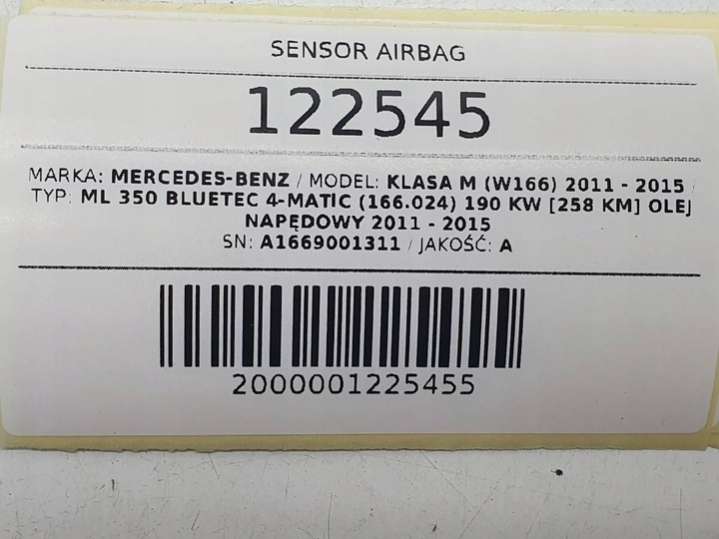 SENSOR AIRBAG
122545
MARKA: MERCEDES-BENZ / MODEL: KLASA M (W166) 2011 - 2015 /
TYP: ML 350 BLUETEC 4-MATIC (166.024) 190 KW [258 KM] OLEJ
NAPĘDOWY 2011 - 2015
SN: A1669001311 / JAKOŚĆ: A
2000001225455